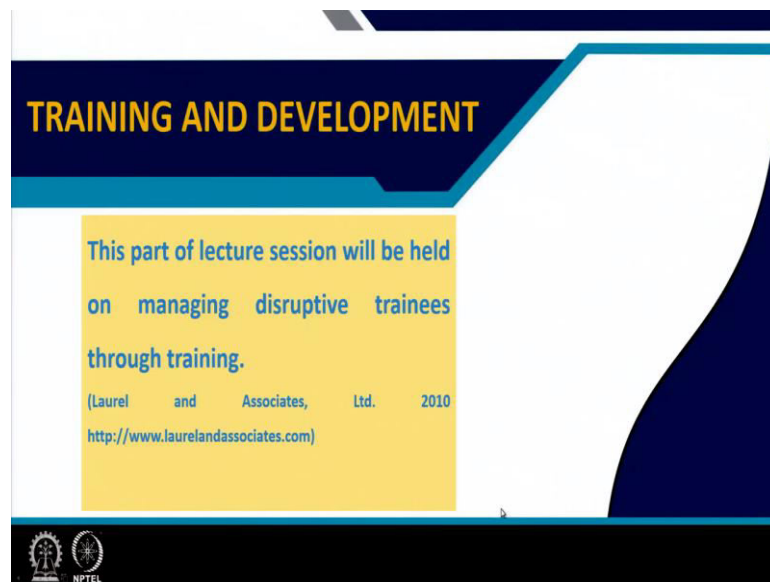 TRAINING AND DEVELOPMENT
This part of lecture session will be held
on managing disruptive trainees
through training.
(Laurel and Associates, Ltd. 2010
http://www.laurelandassociates.com)
NPTEL